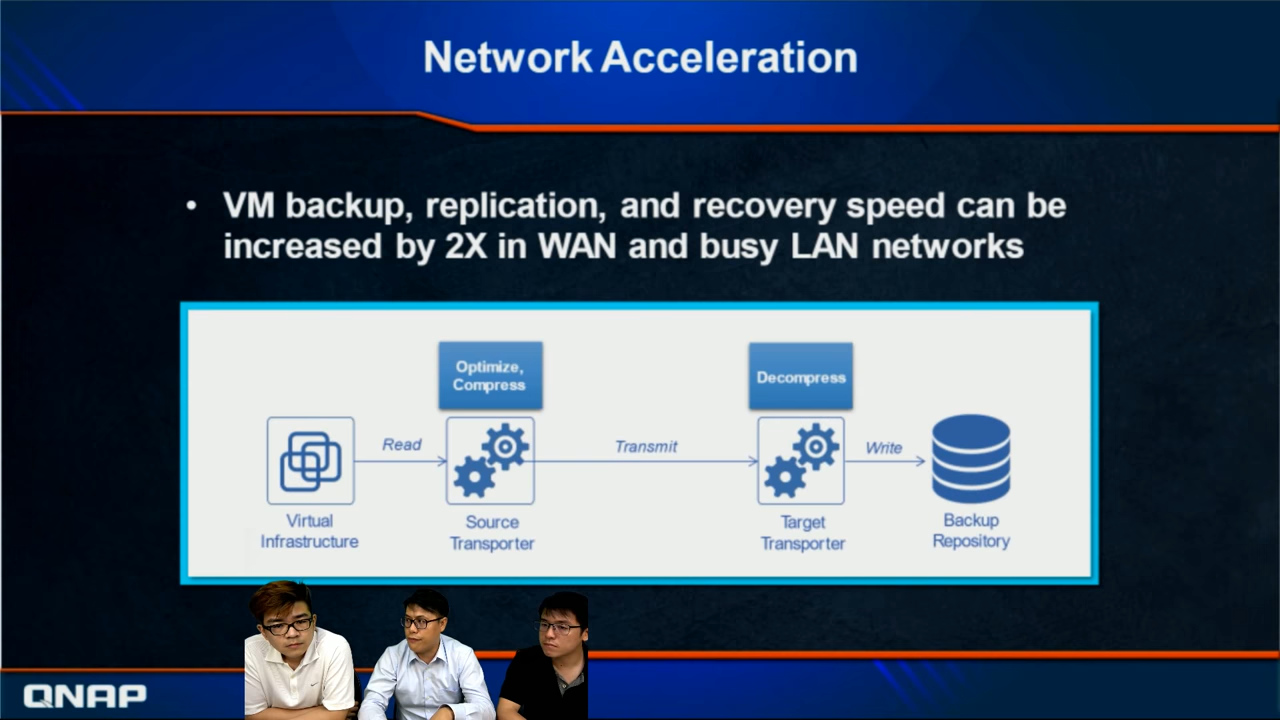 Network Acceleration
• VM backup, replication, and recovery speed can be
increased by 2X in WAN and busy LAN networks
Optimize,
Compress
Decompress
Read
Transmit
Write
Virtual
Infrastructure
Source
Transporter
Target
Transporter
Backup
Repository
QNAP